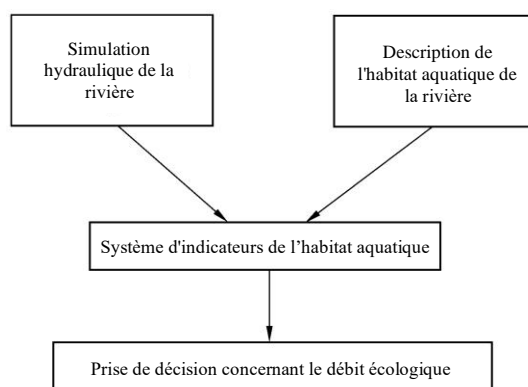 Simulation
hydraulique de la
rivière
Description de
l'habitat aquatique de
la rivière
Système d'indicateurs de l’habitat aquatique
Prise de décision concernant le débit écologique